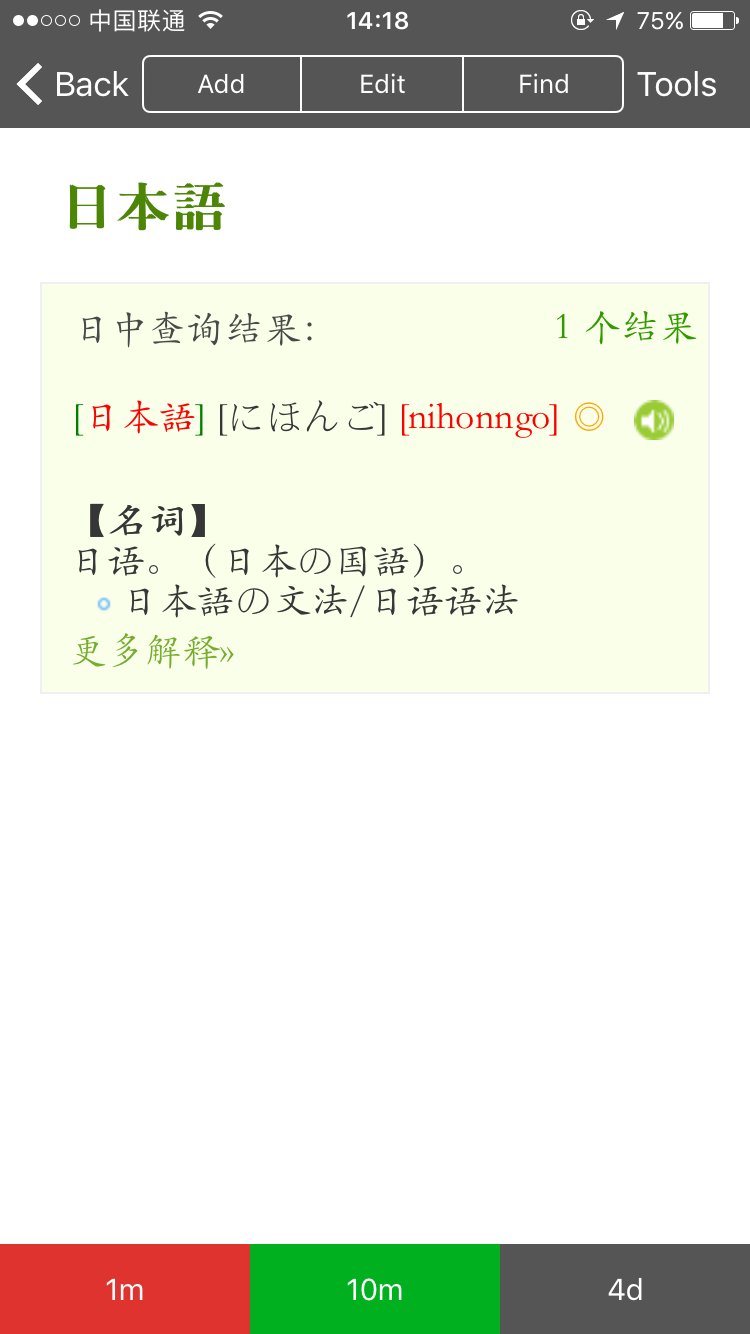 中国联通 14:18 75%
Back Add Edit Find Tools
日本語
日中查询结果: 1 个结果
[日本語] [にほんご] [nihonngo] ◎
【名词】
日语。（日本の国語）。
日本語の文法/日语语法
更多解释»
1m 10m 4d